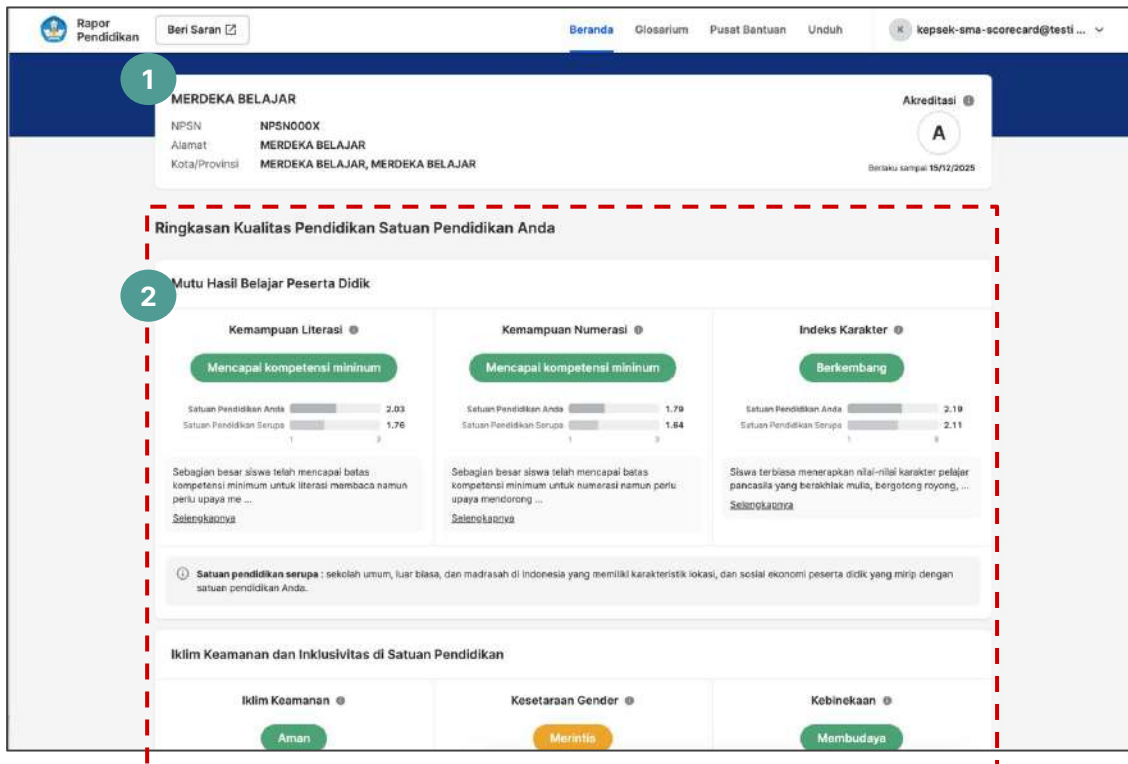 Rapor
Pendidikan
Beri Saran
Beranda
Glosarium
Pusat Bantuan
Unduh
K
kepsek-sma-scorecard@testi ...
1
MERDEKA BELAJAR
NPSN NPSN000X
Alamat MERDEKA BELAJAR
Kota/Provinsi MERDEKA BELAJAR, MERDEKA BELAJAR
Akreditasi
A
Berlaku sampai 15/12/2025
Ringkasan Kualitas Pendidikan Satuan Pendidikan Anda
2
Mutu Hasil Belajar Peserta Didik
Kemampuan Literasi
Mencapai kompetensi mininum
Satuan Pendidikan Anda 2.03
Satuan Pendidikan Serupa 1.76
1 3
Sebagian besar siswa telah mencapai batas
kompetensi minimum untuk literasi membaca namun
perlu upaya me ...
Selengkapnya
Kemampuan Numerasi
Mencapai kompetensi mininum
Satuan Pendidikan Anda 1.79
Satuan Pendidikan Serupa 1.64
1 3
Sebagian besar siswa telah mencapai batas
kompetensi minimum untuk numerasi namun perlu
upaya mendorong ...
Selengkapnya
Indeks Karakter
Berkembang
Satuan Pendidikan Anda 2.19
Satuan Pendidikan Serupa 2.11
1 3
Siswa terbiasa menerapkan nilai-nilai karakter pelajar
pancasila yang berakhlak mulia, bergotong royong, ...
Selengkapnya
Satuan pendidikan serupa : sekolah umum, luar biasa, dan madrasah di Indonesia yang memiliki karakteristik lokasi, dan sosial ekonomi peserta didik yang mirip dengan
satuan pendidikan Anda.
Iklim Keamanan dan Inklusivitas di Satuan Pendidikan
Iklim Keamanan
Aman
Kesetaraan Gender
Merintis
Kebinekaan
Membudaya